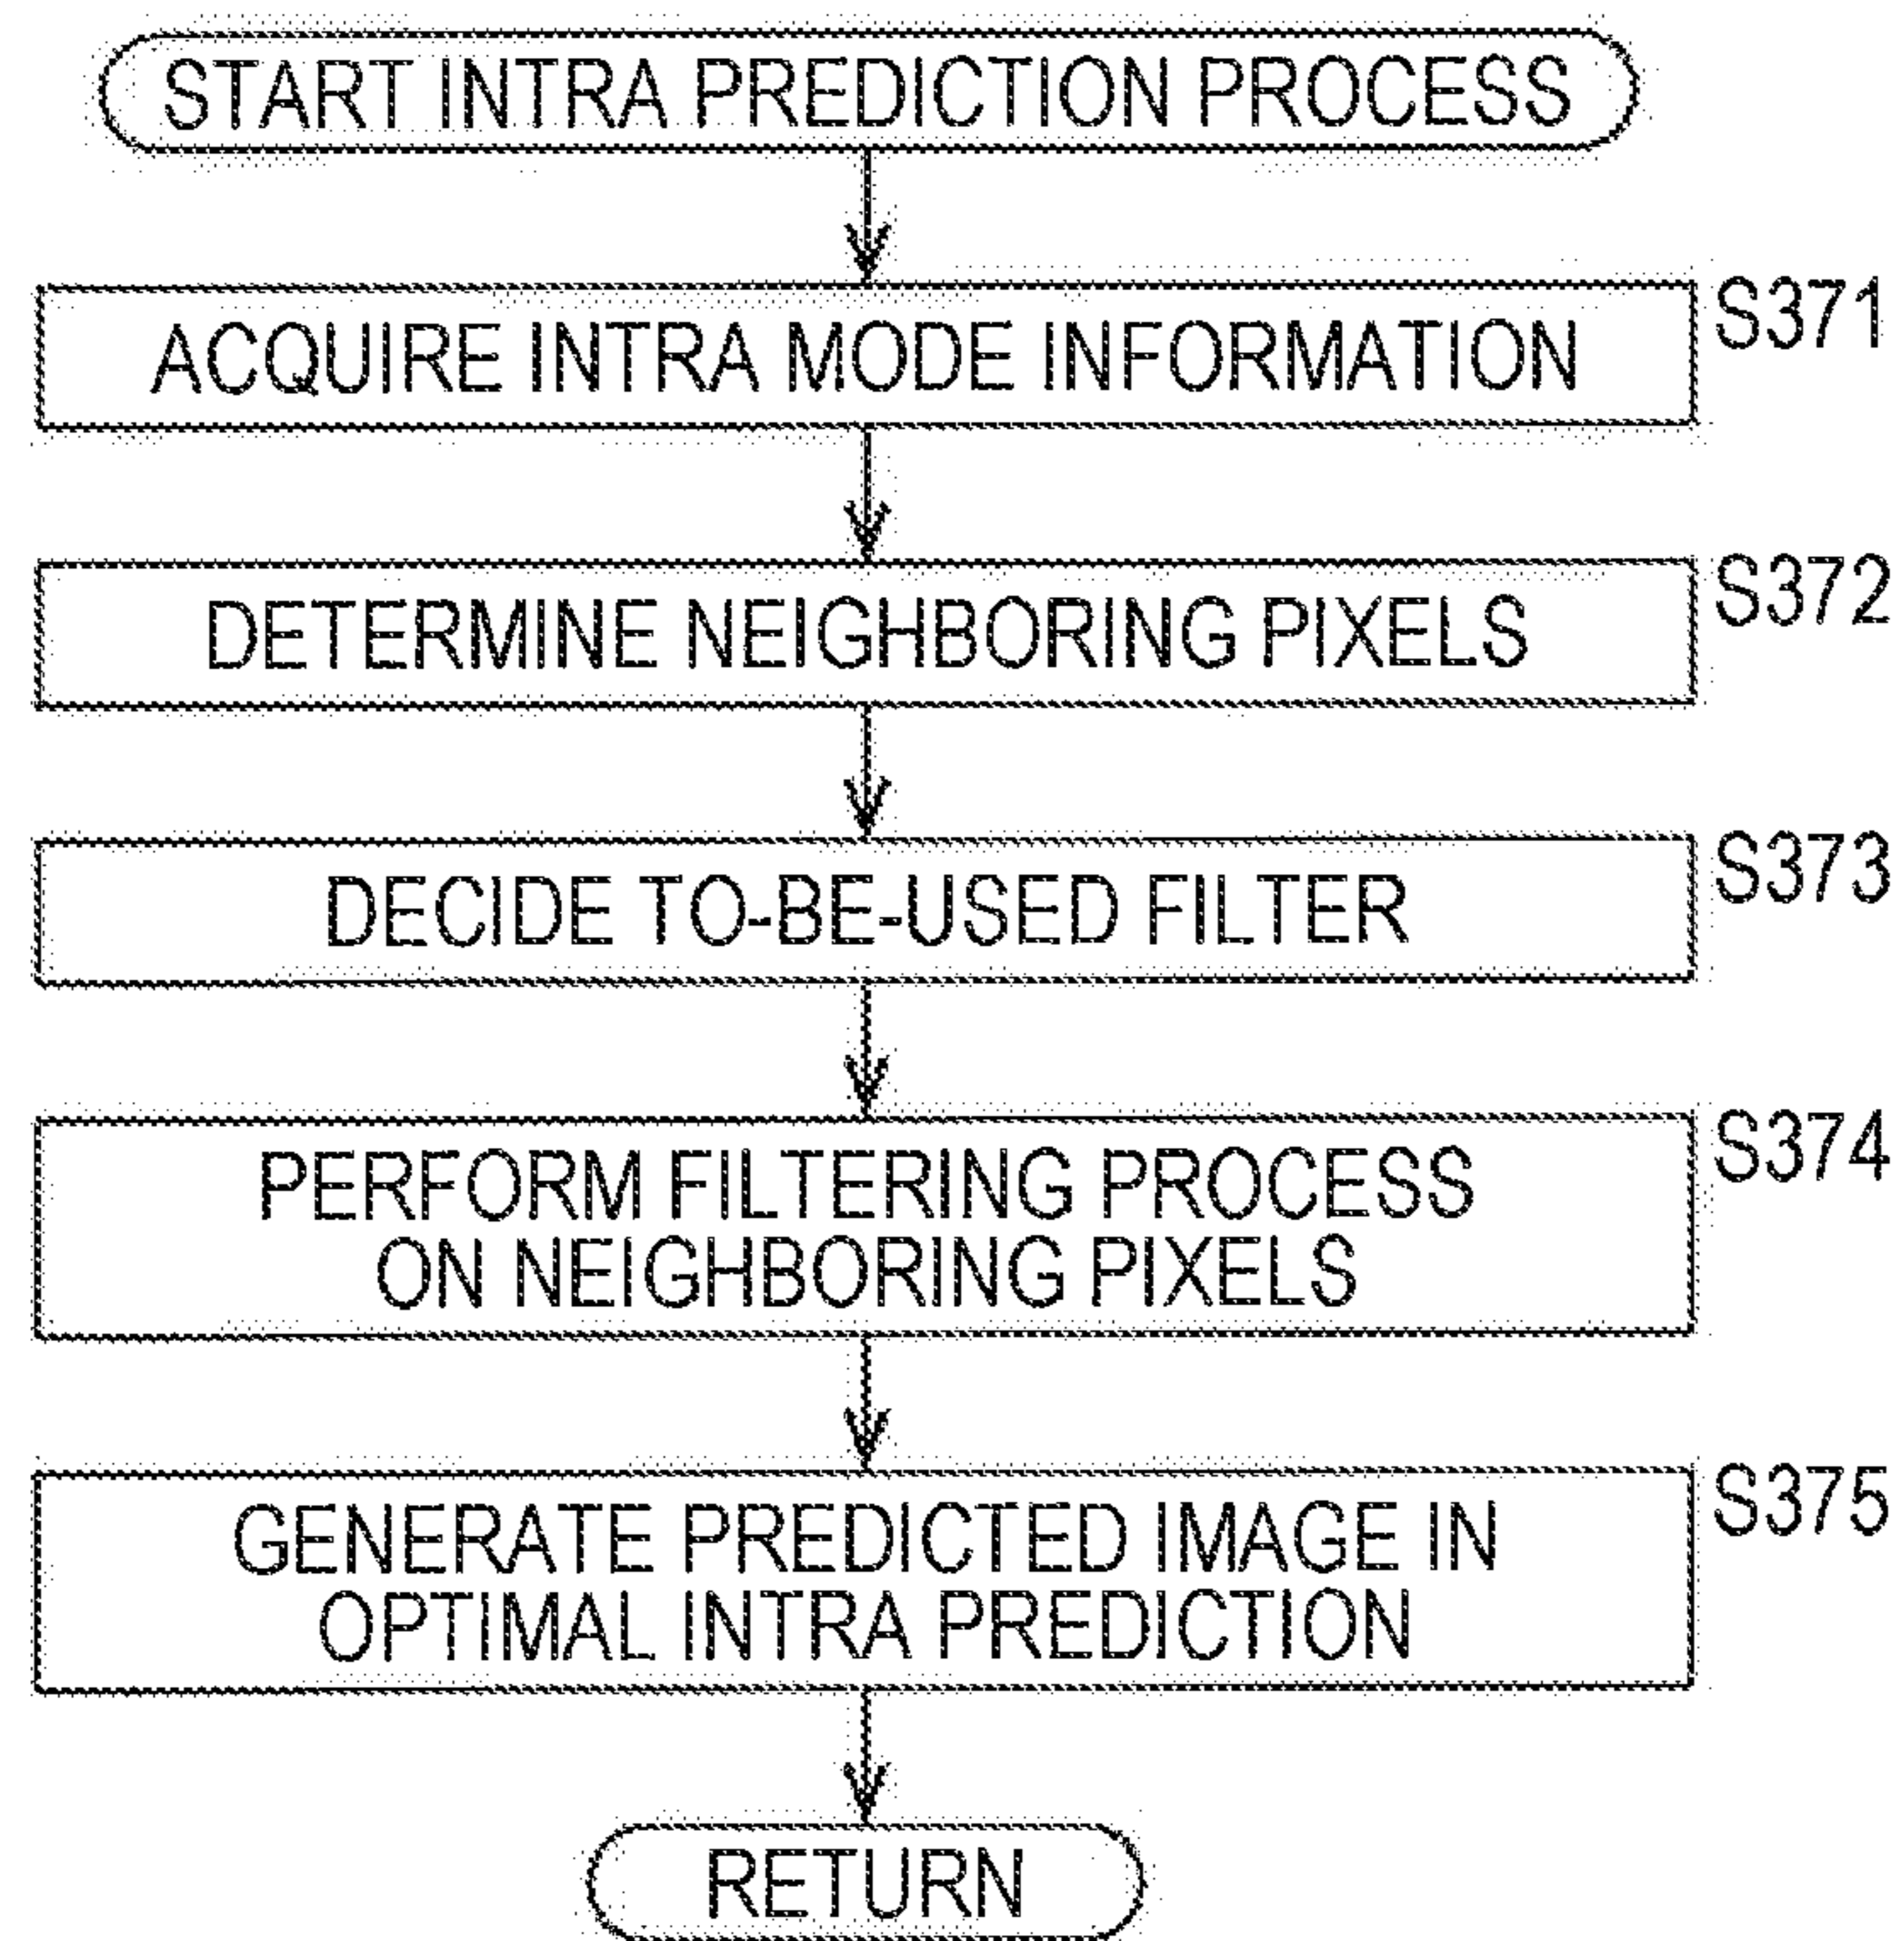 START INTRA PREDICTION PROCESS
ACQUIRE INTRA MODE INFORMATION
S371
DETERMINE NEIGHBORING PIXELS
S372
DECIDE TO-BE-USED FILTER
S373
PERFORM FILTERING PROCESS
ON NEIGHBORING PIXELS
S374
GENERATE PREDICTED IMAGE IN
OPTIMAL INTRA PREDICTION
S375
RETURN